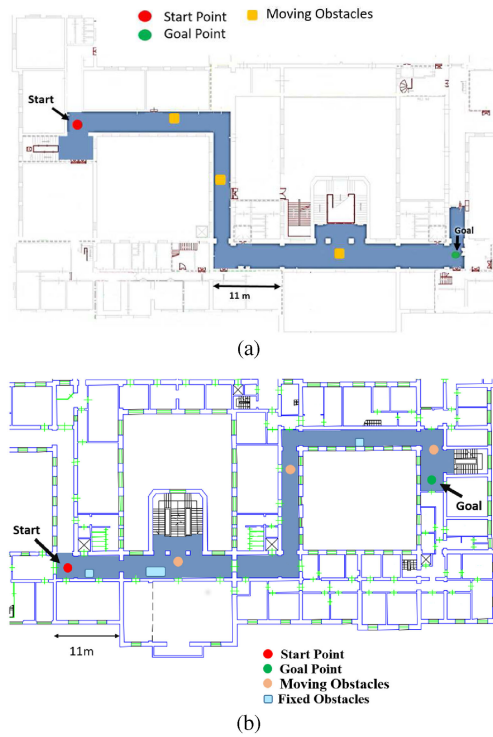 Start Point
Moving Obstacles
Goal Point
Start
Goal
11 m
(a)
Start
Goal
11m
Start Point
Goal Point
Moving Obstacles
Fixed Obstacles
(b)